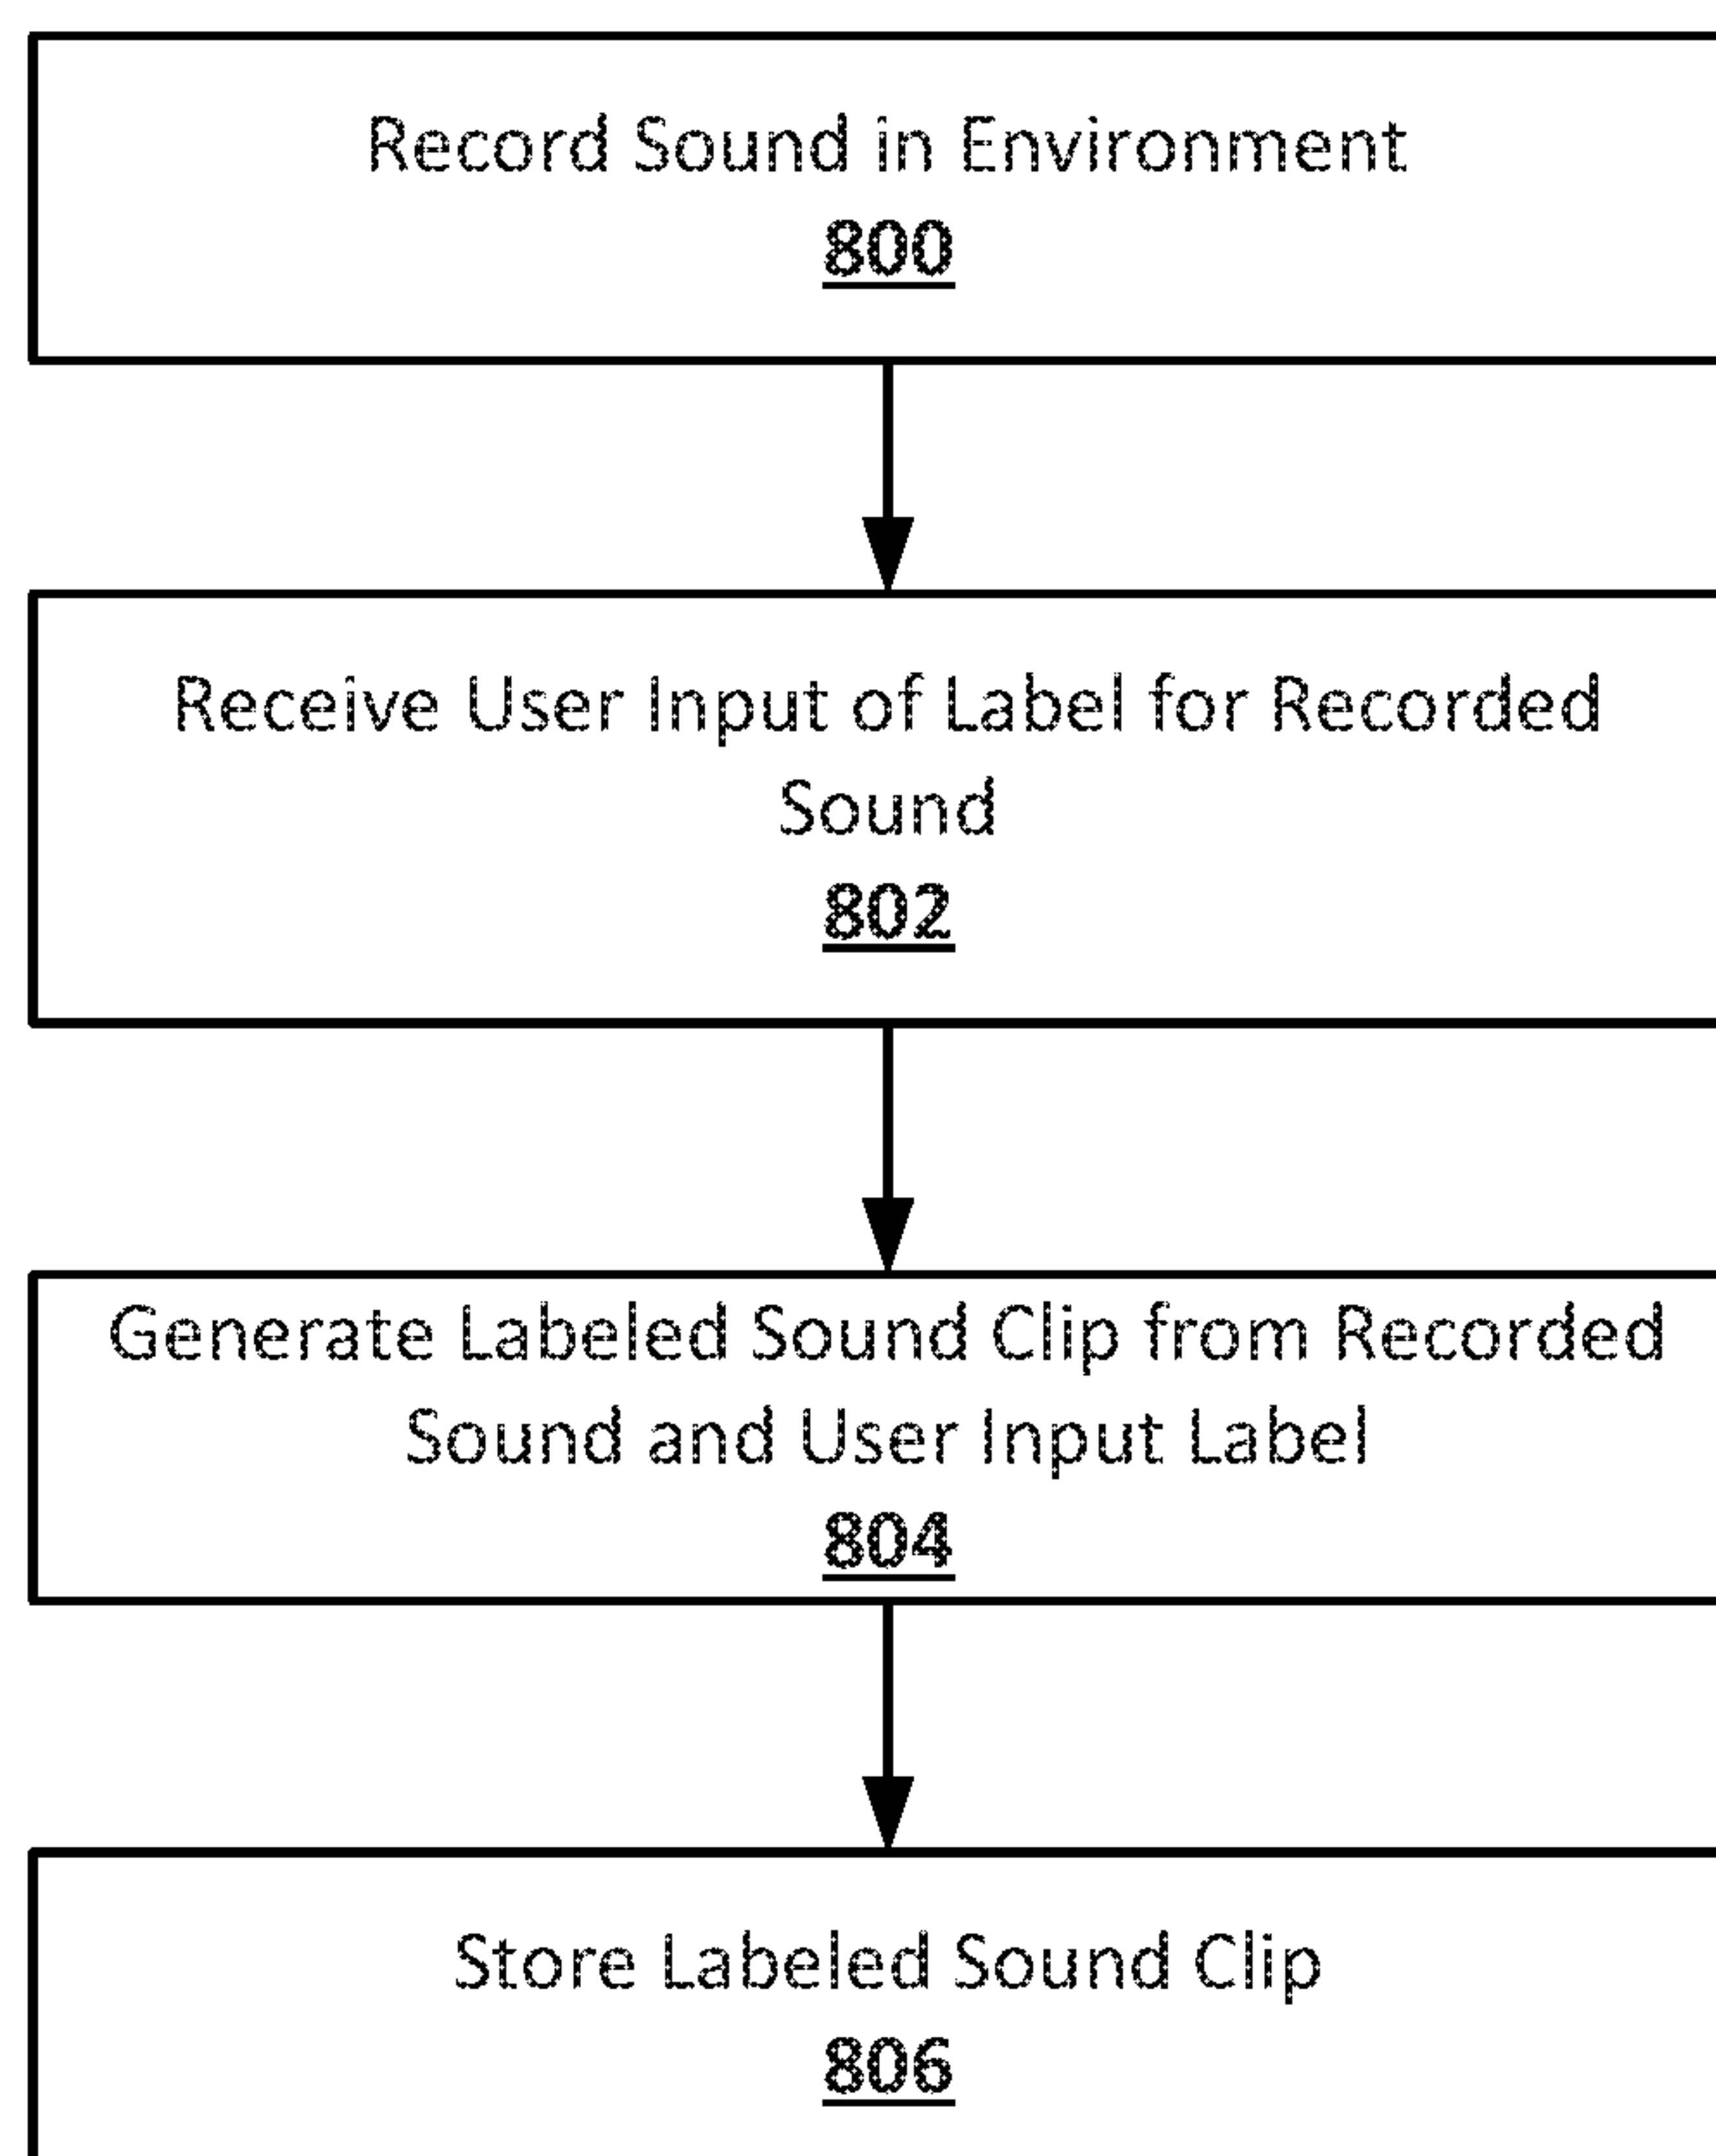 Record Sound in Environment
800
Receive User Input of Label for Recorded
Sound
802
Generate Labeled Sound Clip from Recorded
Sound and User Input Label
804
Store Labeled Sound Clip
806